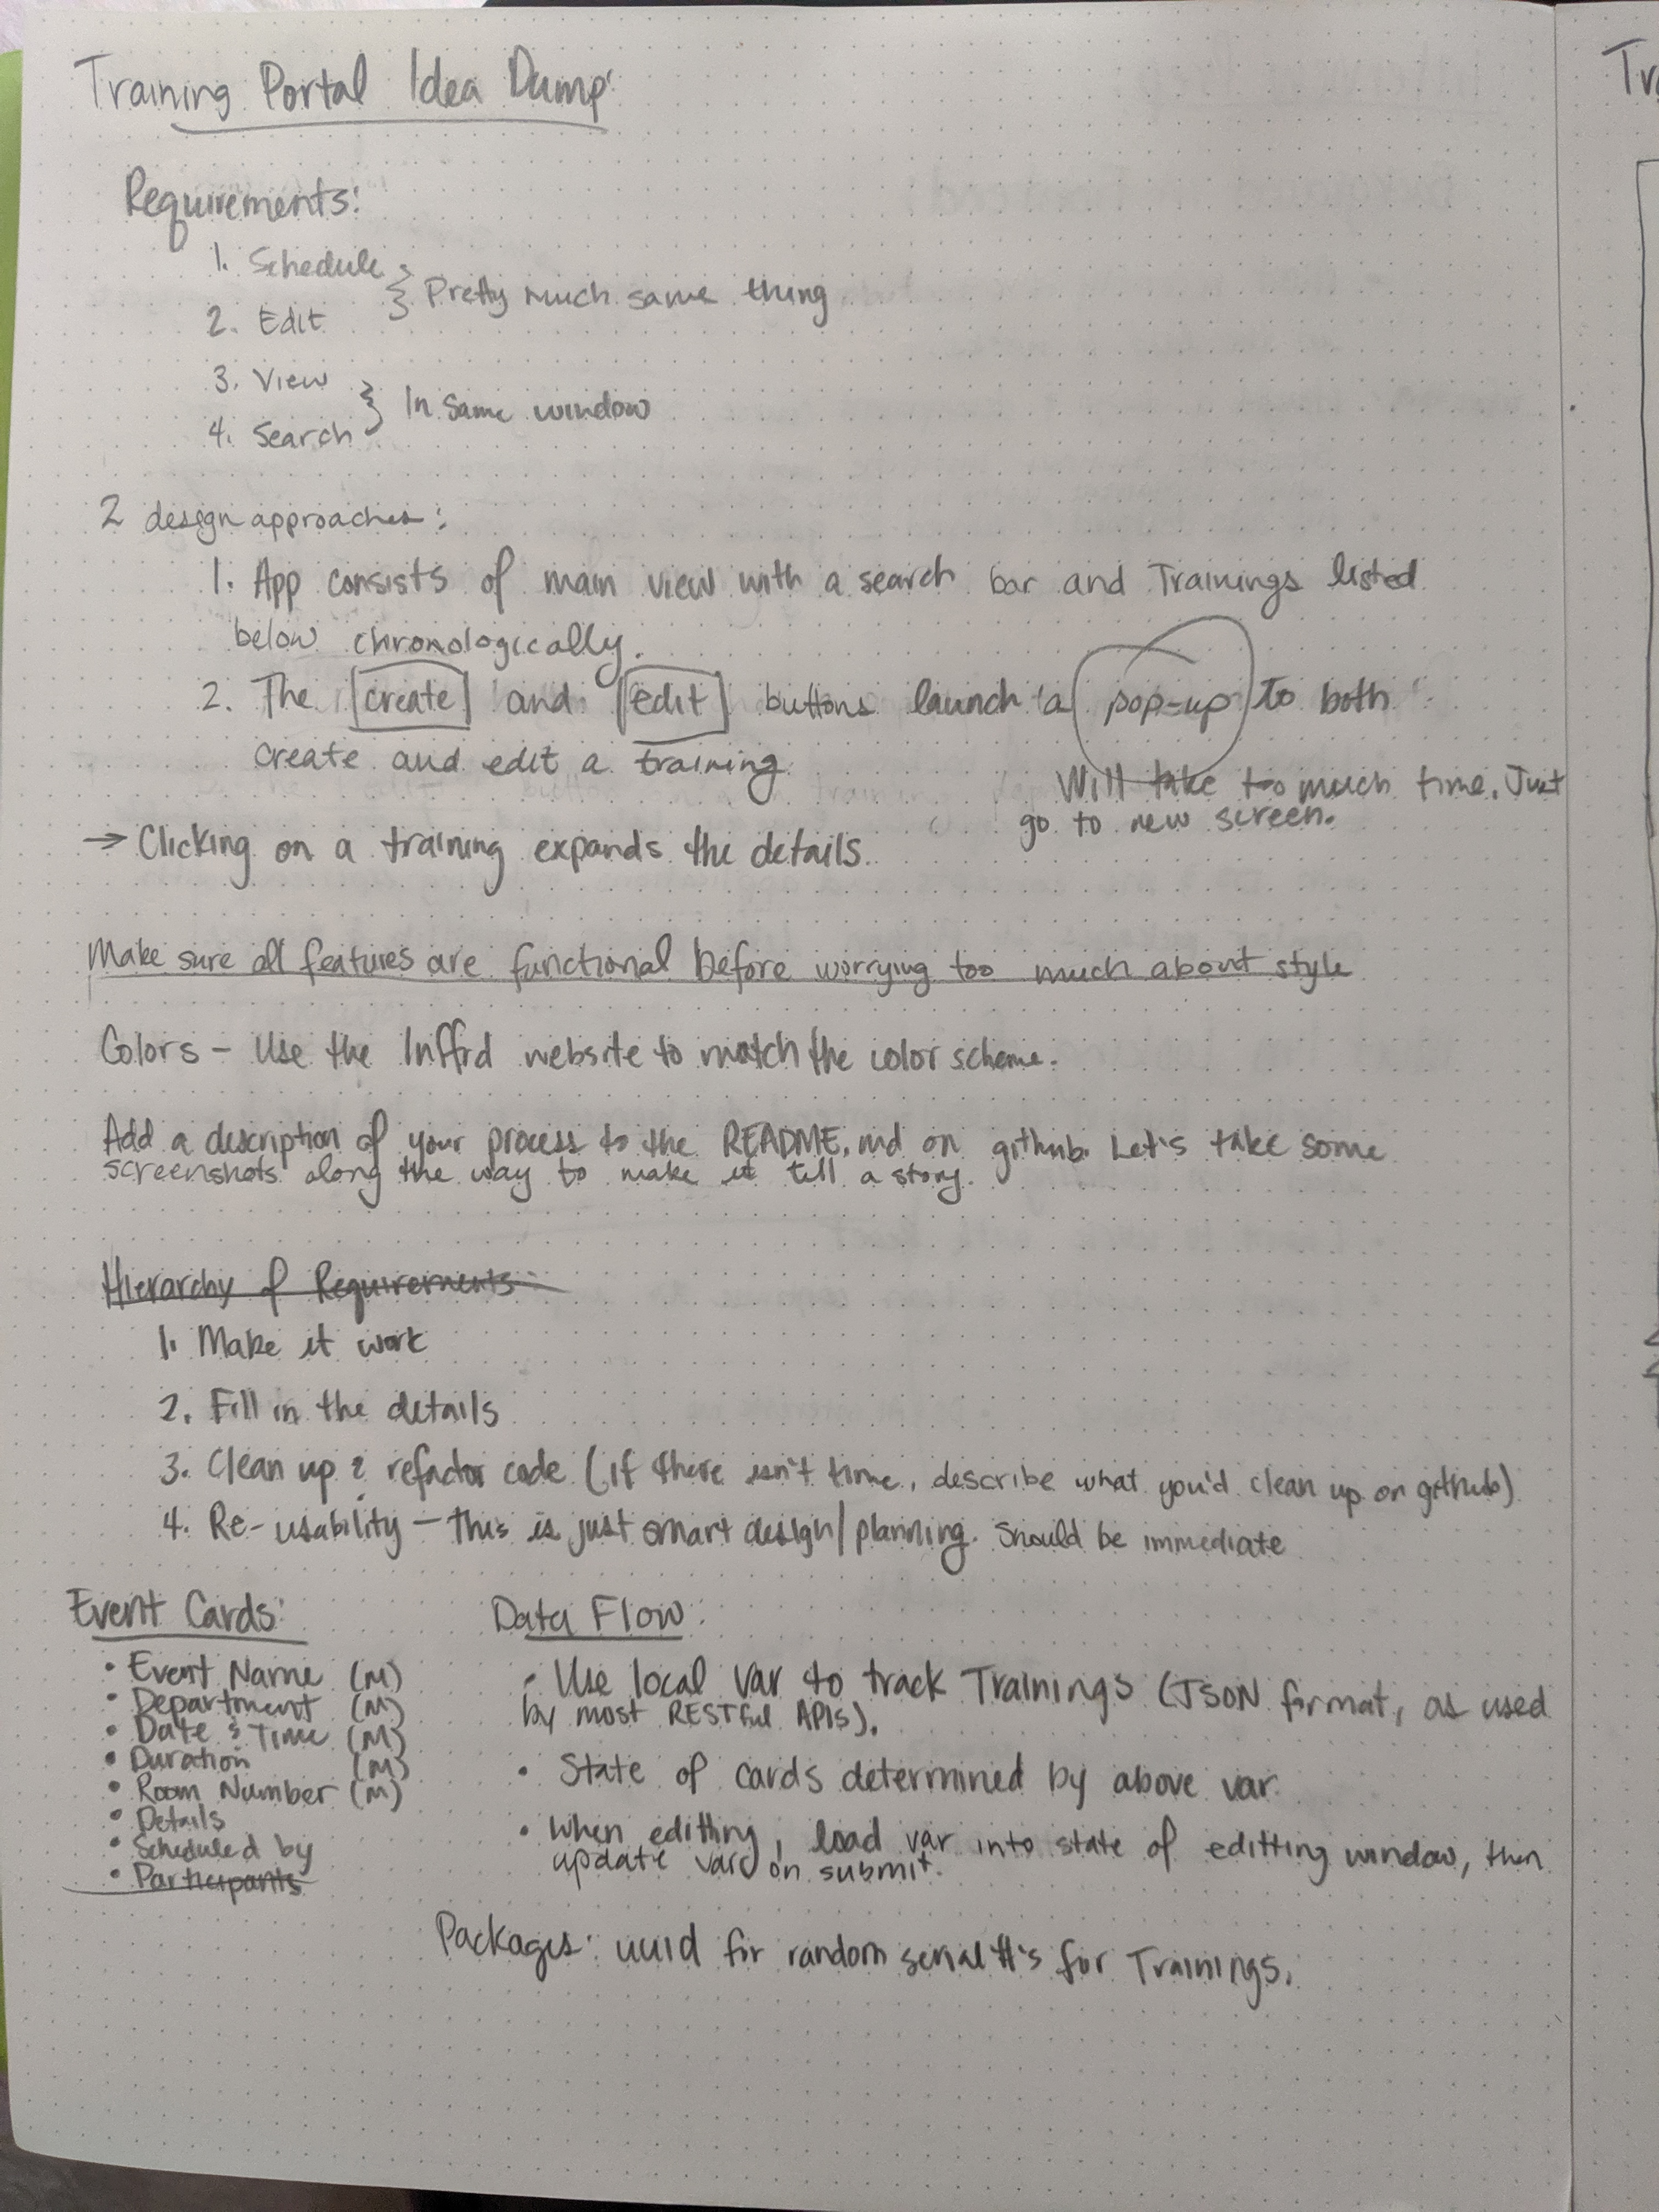 Training Portal Idea Dump:
Requirements:
1. Schedule
2. Edit
} Pretty much same thing
3. View
4. Search
} In same window
2 design approaches:
1. App consists of main view with a search bar and Trainings listed
below chronologically.
2. The create and edit buttons launch a pop-up to both
create and edit a training
Will take too much time. Just
go to new screen.
→ Clicking on a training expands the details.
Make sure all features are functional before worrying too much about style
Colors - Use the Inffrd website to match the color scheme.
Add a description of your process to the README.md on github. Let's take some
screenshots along the way to make it tell a story.
Hierarchy of Requirements
1. Make it work
2. Fill in the details
3. Clean up & refactor code (if there isn't time, describe what you'd clean up on github)
4. Re-usability - this is just smart design/planning. Should be immediate
Event Cards:
• Event Name (M)
• Department (M)
• Date & Time (M)
• Duration (M)
• Room Number (M)
• Details
• Scheduled by
• Participants
Data Flow:
• Use local var to track Trainings (JSON format, as used
by most RESTful APIs).
• State of cards determined by above var.
• When editting, load var into state of editting window, then
update var on submit.
Packages: uuid for random serial #'s for Trainings.
Tr